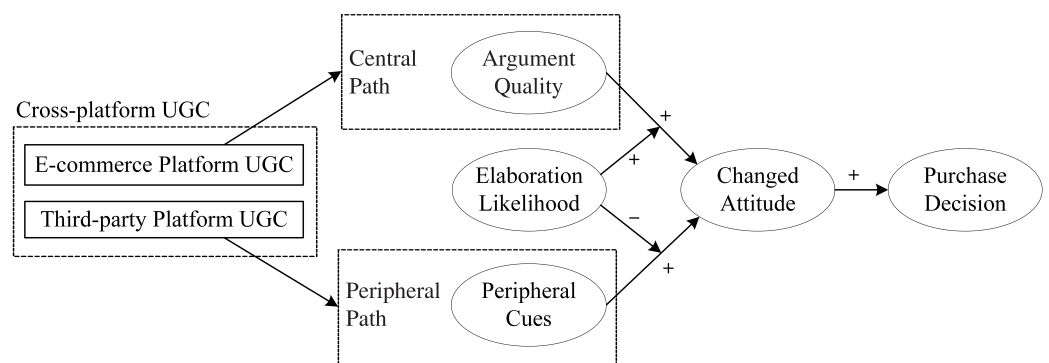 Central
Path
Argument
Quality
Cross-platform UGC
E-commerce Platform UGC
Third-party Platform UGC
+
+
Elaboration
Likelihood
−
+
Changed
Attitude
+
Purchase
Decision
Peripheral
Path
Peripheral
Cues